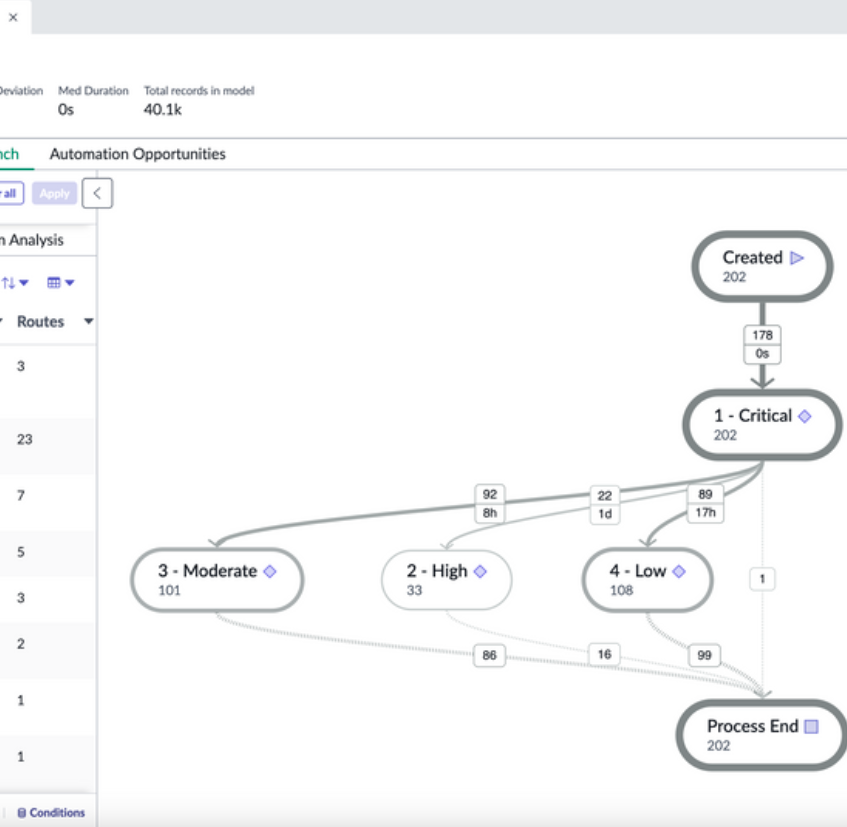 ×
Deviation Med Duration Total records in model
0s 40.1k
Automation Opportunities
all Apply <
Analysis
Routes
3
23
7
5
3
2
1
1
Conditions
Created
202
178
0s
1 - Critical
202
92 22 89
8h 1d 17h
3 - Moderate 2 - High 4 - Low
101 33 108
1
86 16 99
Process End
202